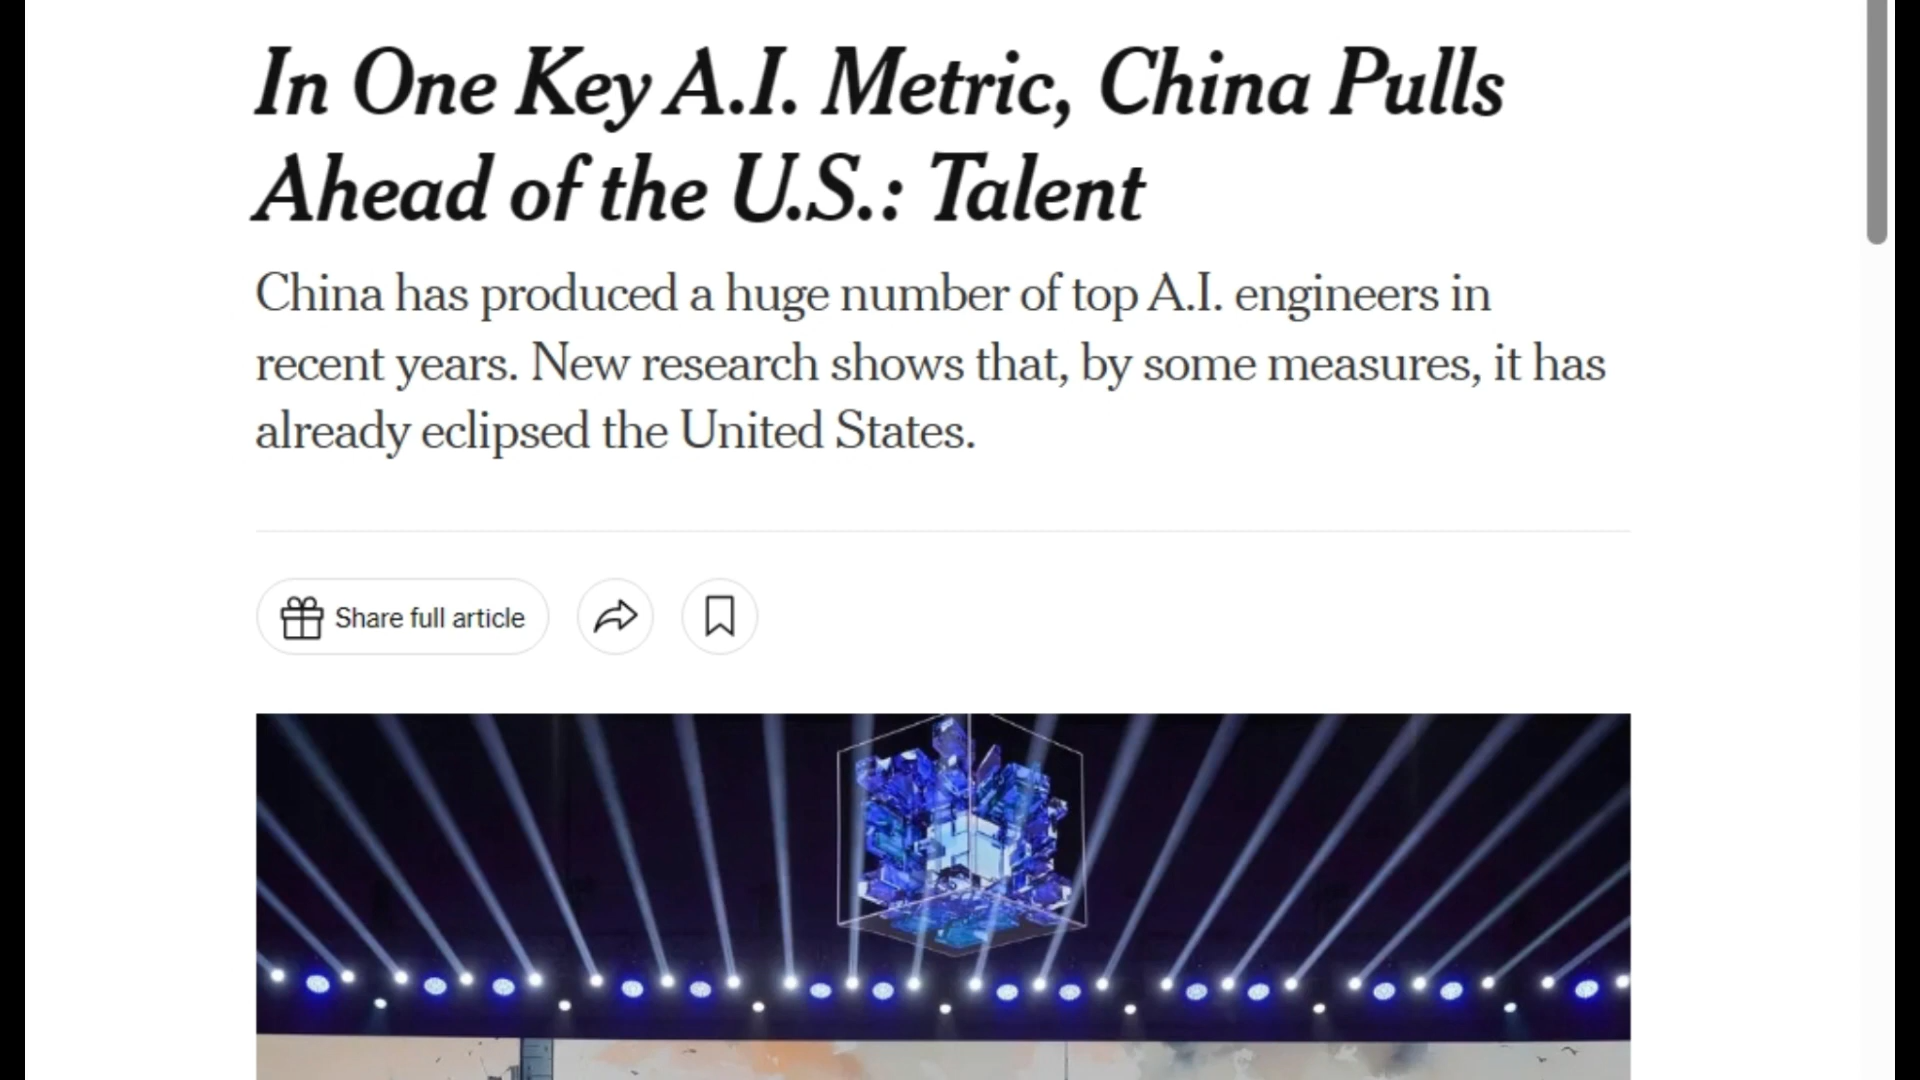 In One Key A.I. Metric, China Pulls
Ahead of the U.S.: Talent
China has produced a huge number of top A.I. engineers in
recent years. New research shows that, by some measures, it has
already eclipsed the United States.
Share full article